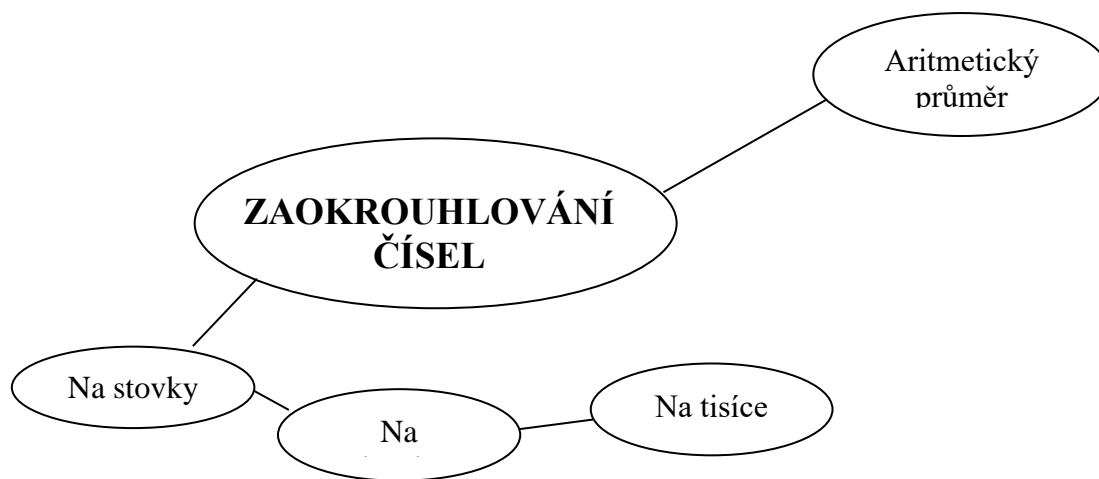 Aritmetický
průměr
ZAOKROUHLOVÁNÍ
ČÍSEL
Na stovky
Na tisíce
Na